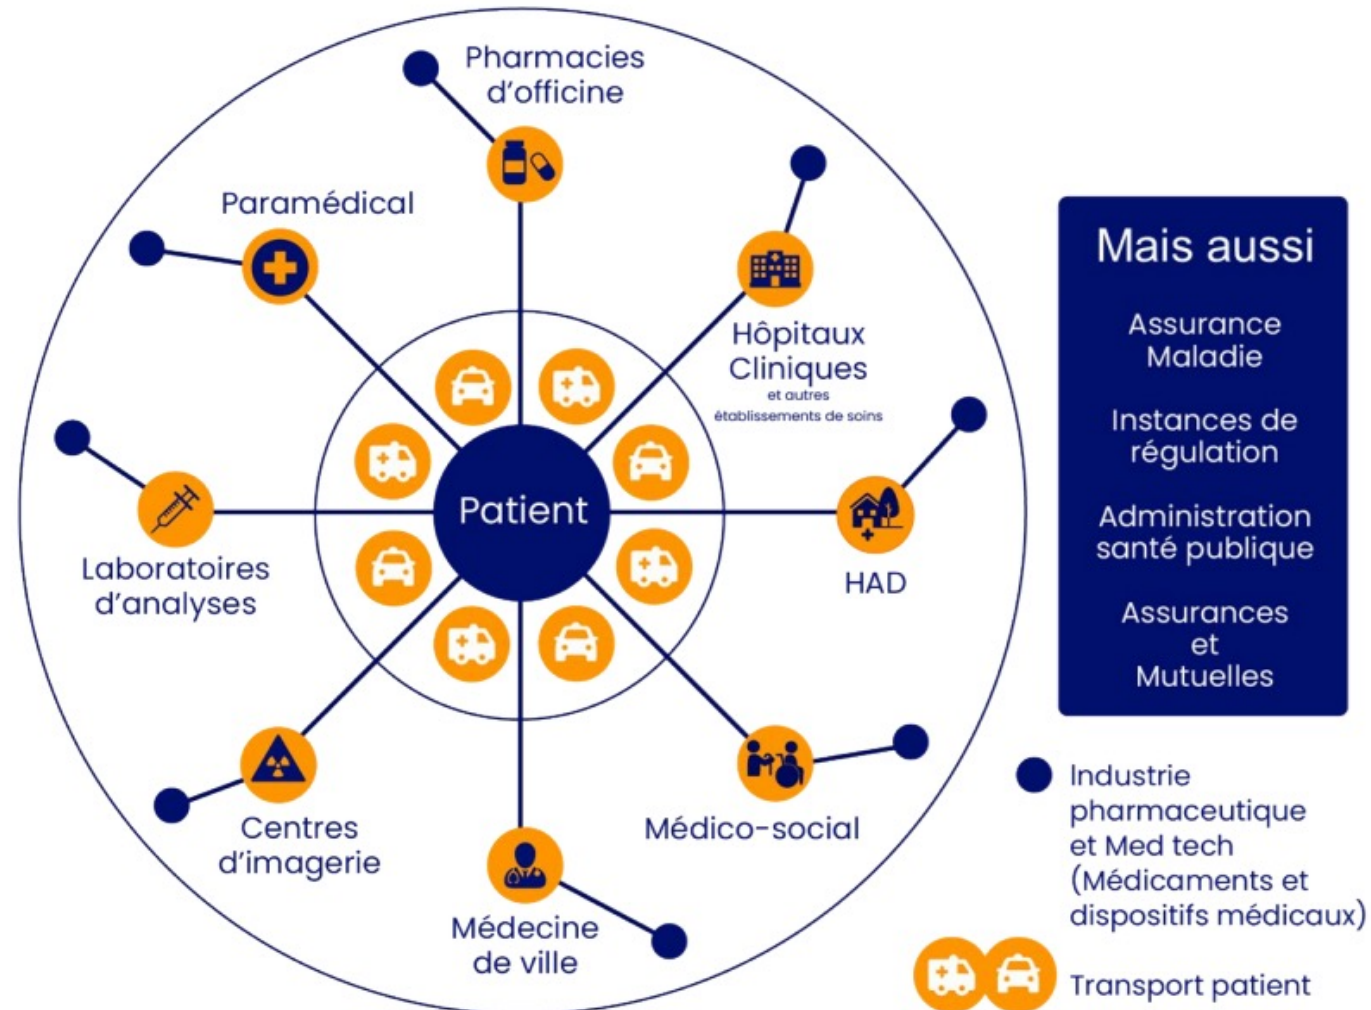 Pharmacies
d'officine
Paramédical
Hôpitaux
Cliniques
et autres
établissements de soins
Patient
Laboratoires
d'analyses
HAD
Centres
d'imagerie
Médico-social
Médecine
de ville
Mais aussi
Assurance
Maladie
Instances de
régulation
Administration
santé publique
Assurances
et
Mutuelles
Industrie
pharmaceutique
et Med tech
(Médicaments et
dispositifs médicaux)
Transport patient